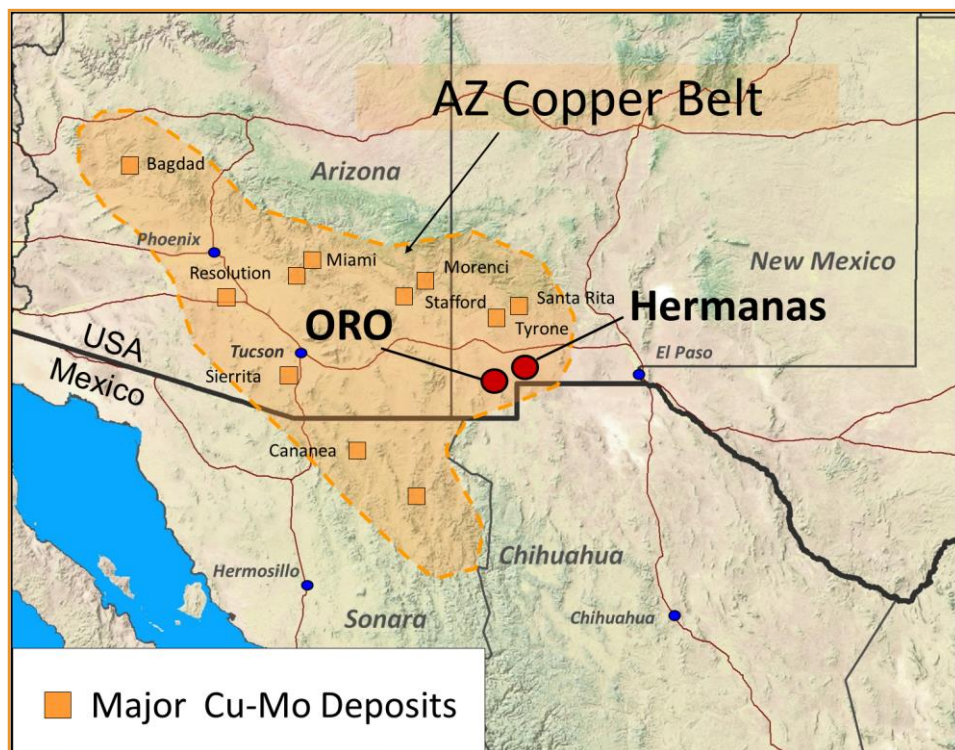 AZ Copper Belt
Bagdad
Arizona
Phoenix
Miami
Morenci
New Mexico
Resolution
Stafford
Santa Rita
Hermanas
ORO
Tyrone
USA
Tucson
El Paso
Mexico
Sierrita
Cananea
Chihuahua
Hermosillo
Sonara
Chihuahua
Major Cu-Mo Deposits